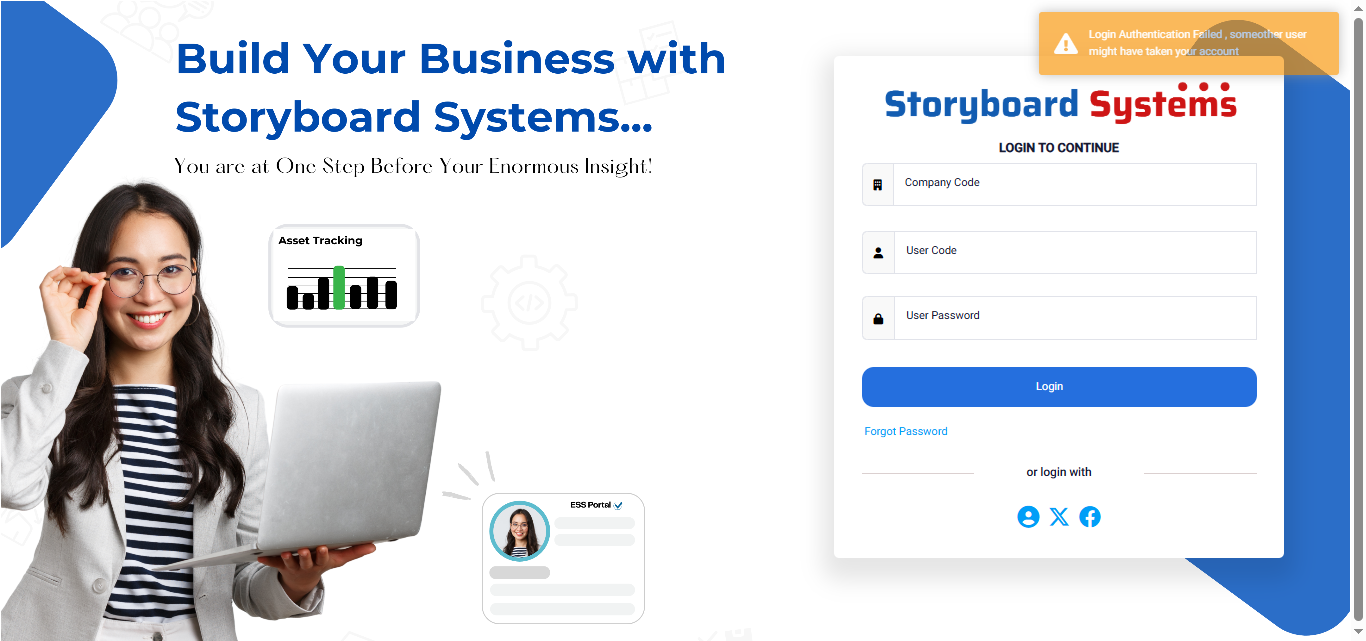 Build Your Business with
Storyboard Systems...
You are at One Step Before Your Enormous Insight!
Asset Tracking
ESS Portal
Login Authentication Failed , someother user
might have taken your account
Storyboard Systems
LOGIN TO CONTINUE
Company Code
User Code
User Password
Login
Forgot Password
or login with